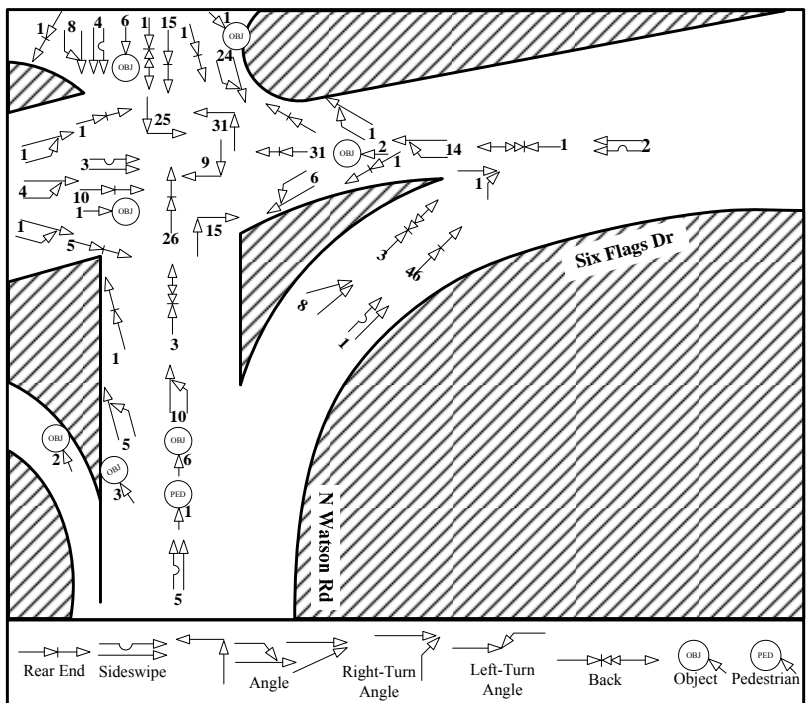 1
8
4
6
1
15
1
1
OBJ
OBJ
24
1
25
31
1
1
3
9
31
OBJ
2
1
14
1
2
4
10
1
OBJ
6
1
1
5
26
15
3
46
Six Flags Dr
8
1
1
3
10
5
OBJ
2
OBJ
3
OBJ
6
PED
1
5
N Watson Rd
Rear End
Sideswipe
Angle
Right-Turn
Angle
Left-Turn
Angle
Back
OBJ
Object
PED
Pedestrian